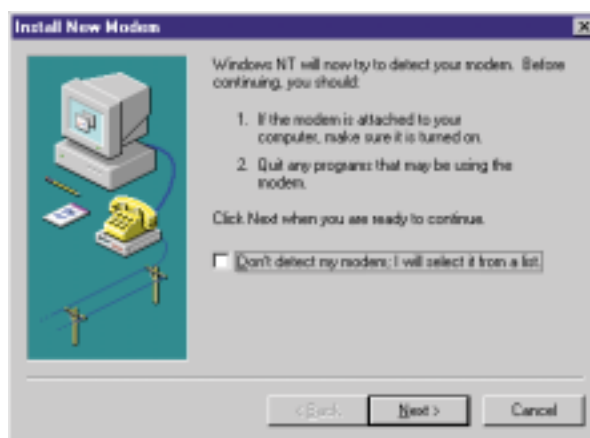 Install New Modem
Windows NT will now try to detect your modem. Before
continuing, you should:
1. If the modem is attached to your
computer, make sure it is turned on.
2. Quit any programs that may be using the
modem.
Click Next when you are ready to continue.
Don't detect my modem; I will select it from a list.
< Back
Next >
Cancel